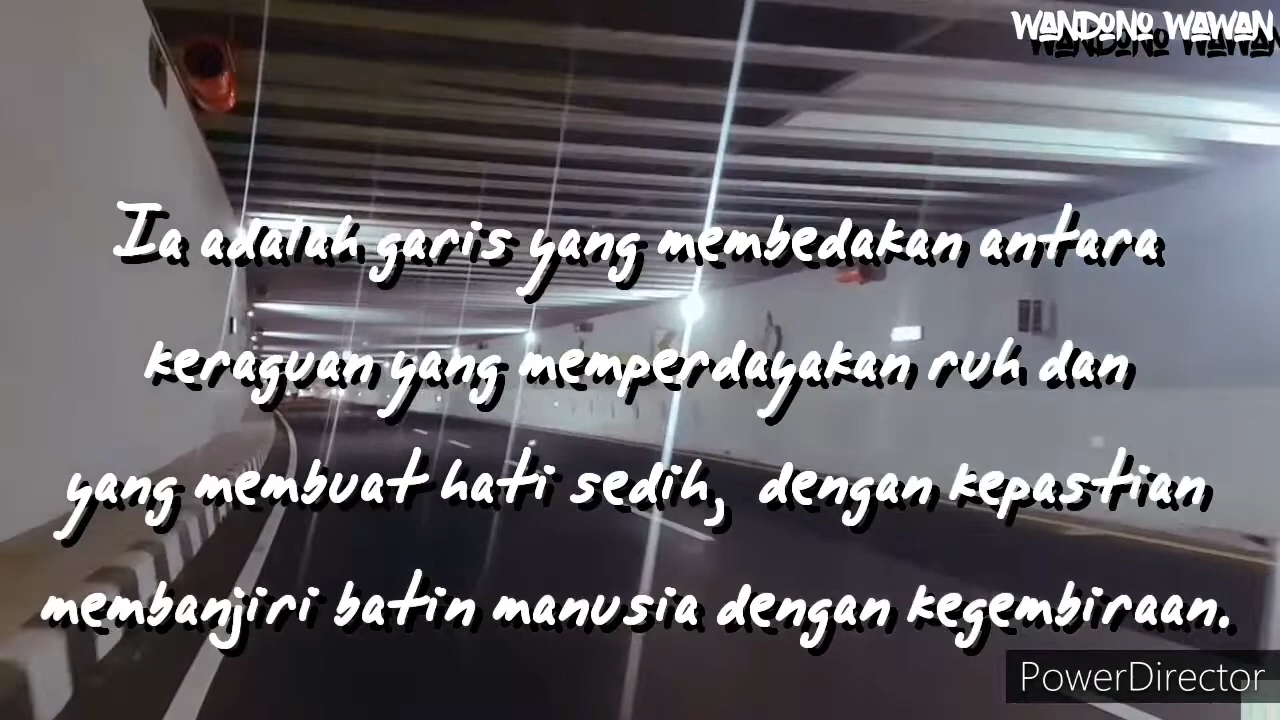 WANDONO WAWAN
Ia adalah garis yang membedakan antara
keraguan yang memperdayakan ruh dan
yang membuat hati sedih, dengan kepastian
membanjiri batin manusia dengan kegembiraan.
PowerDirector